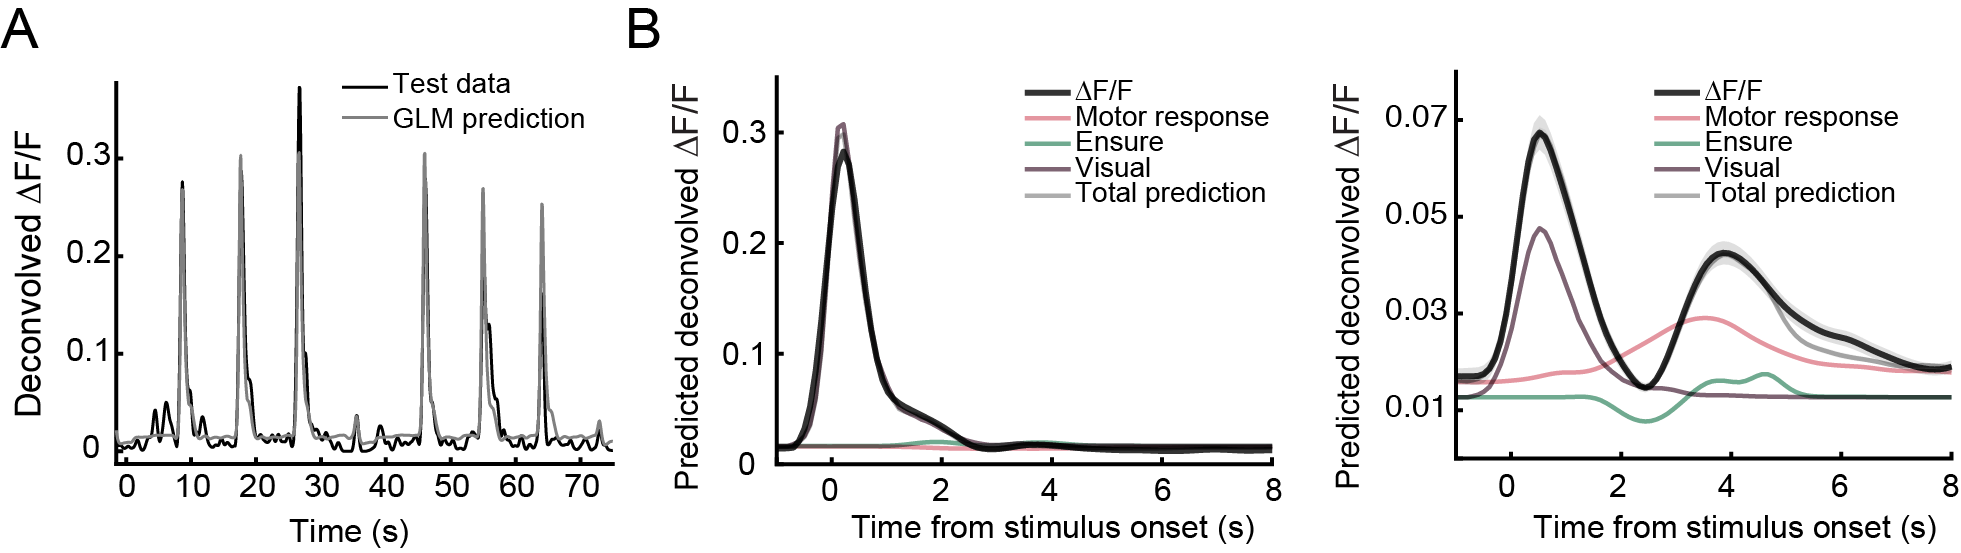 A
Deconvolved ΔF/F
0.3
0.2
0.1
0
Test data
GLM prediction
0 10 20 30 40 50 60 70
Time (s)
B
Predicted deconvolved ΔF/F
0.3
0.2
0.1
0
ΔF/F
Motor response
Ensure
Visual
Total prediction
0 2 4 6 8
Time from stimulus onset (s)
Predicted deconvolved ΔF/F
0.07
0.05
0.03
0.01
ΔF/F
Motor response
Ensure
Visual
Total prediction
0 2 4 6 8
Time from stimulus onset (s)